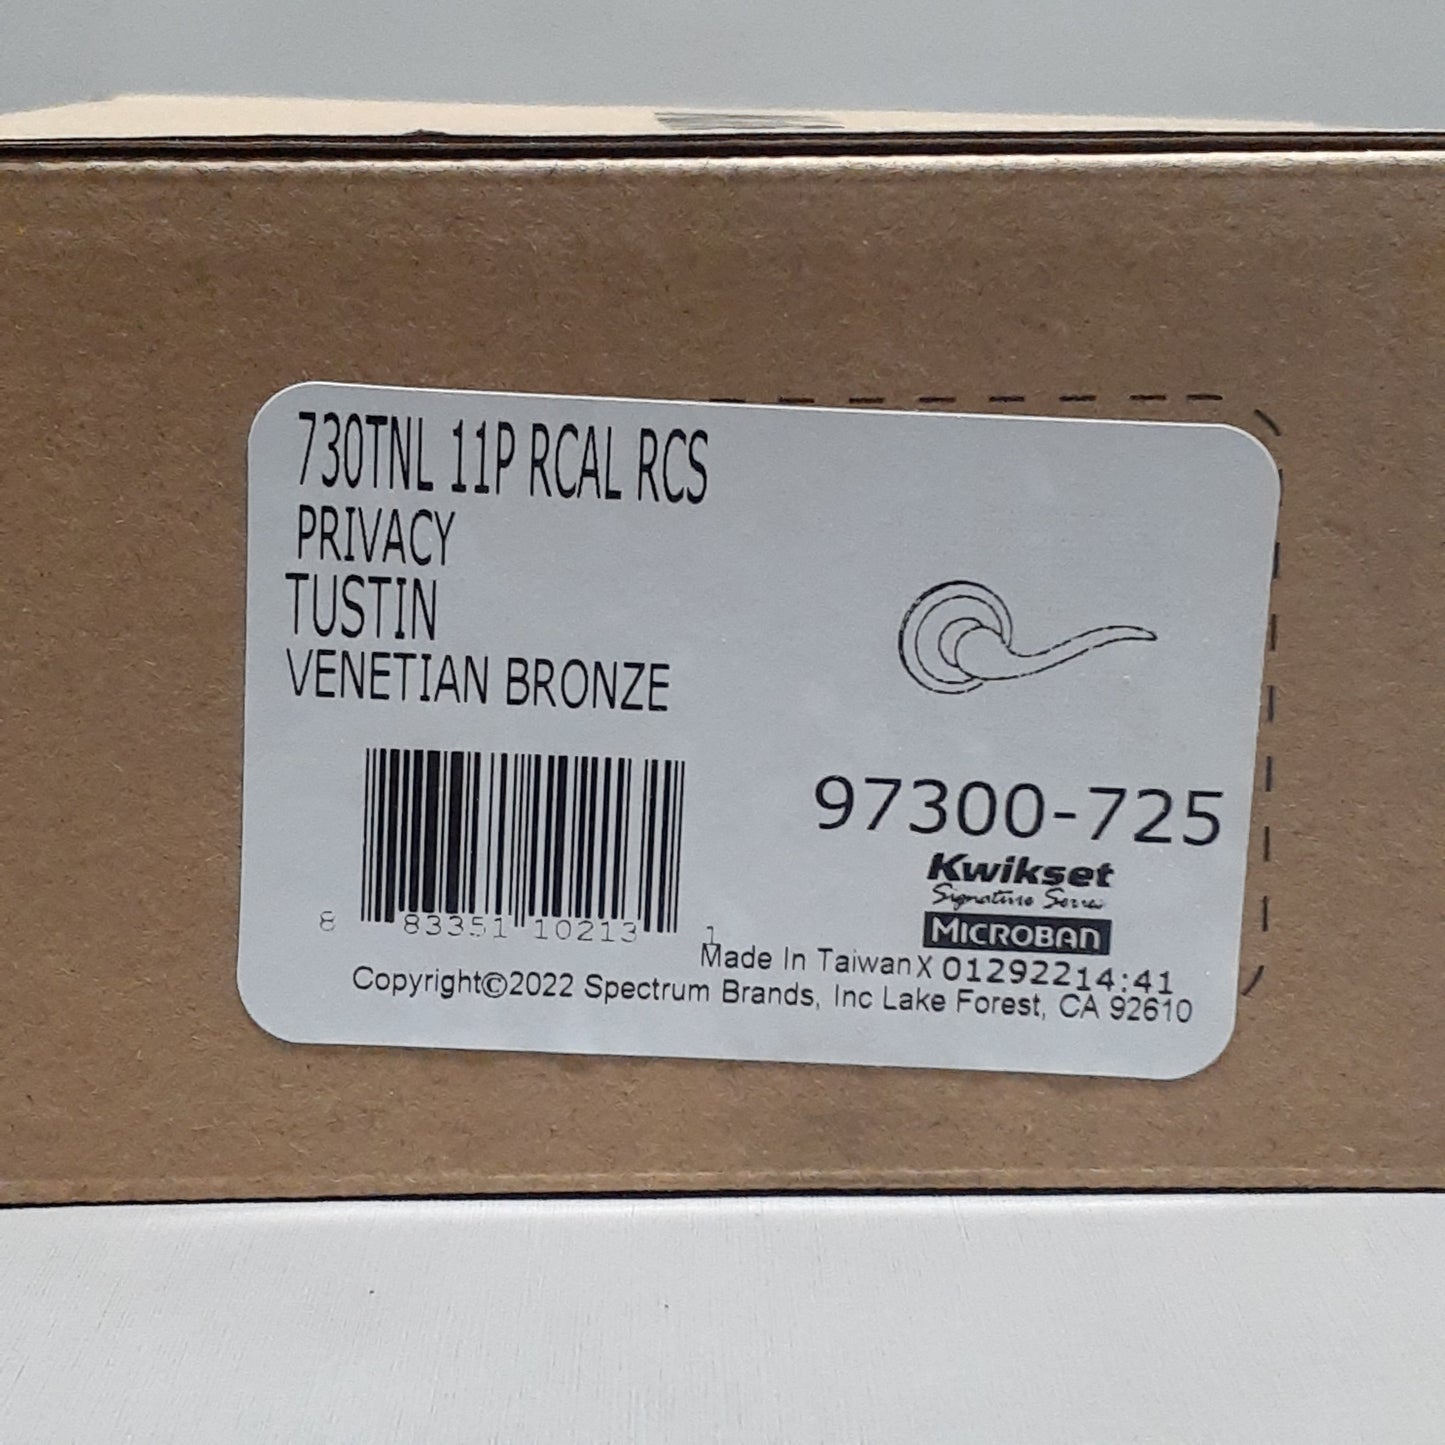 730TNL 11P RCAL RCS
PRIVACY
TUSTIN
VENETIAN BRONZE
8 83351 10213 1
97300-725
Kwikset
Signature Series
MICROBAN
Made In Taiwan X 01292214:41
Copyright©2022 Spectrum Brands, Inc Lake Forest, CA 92610